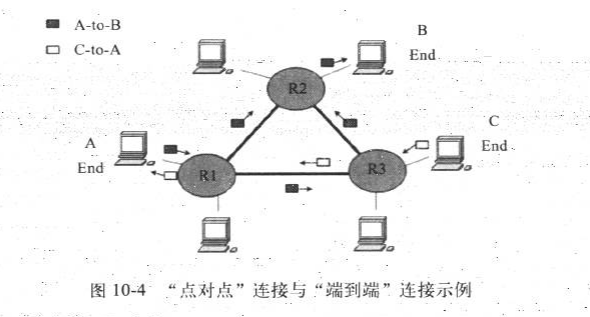 A-to-B
C-to-A
B
End
R2
A
End
C
End
R1
R3
图 10-4 “点对点”连接与“端到端”连接示例